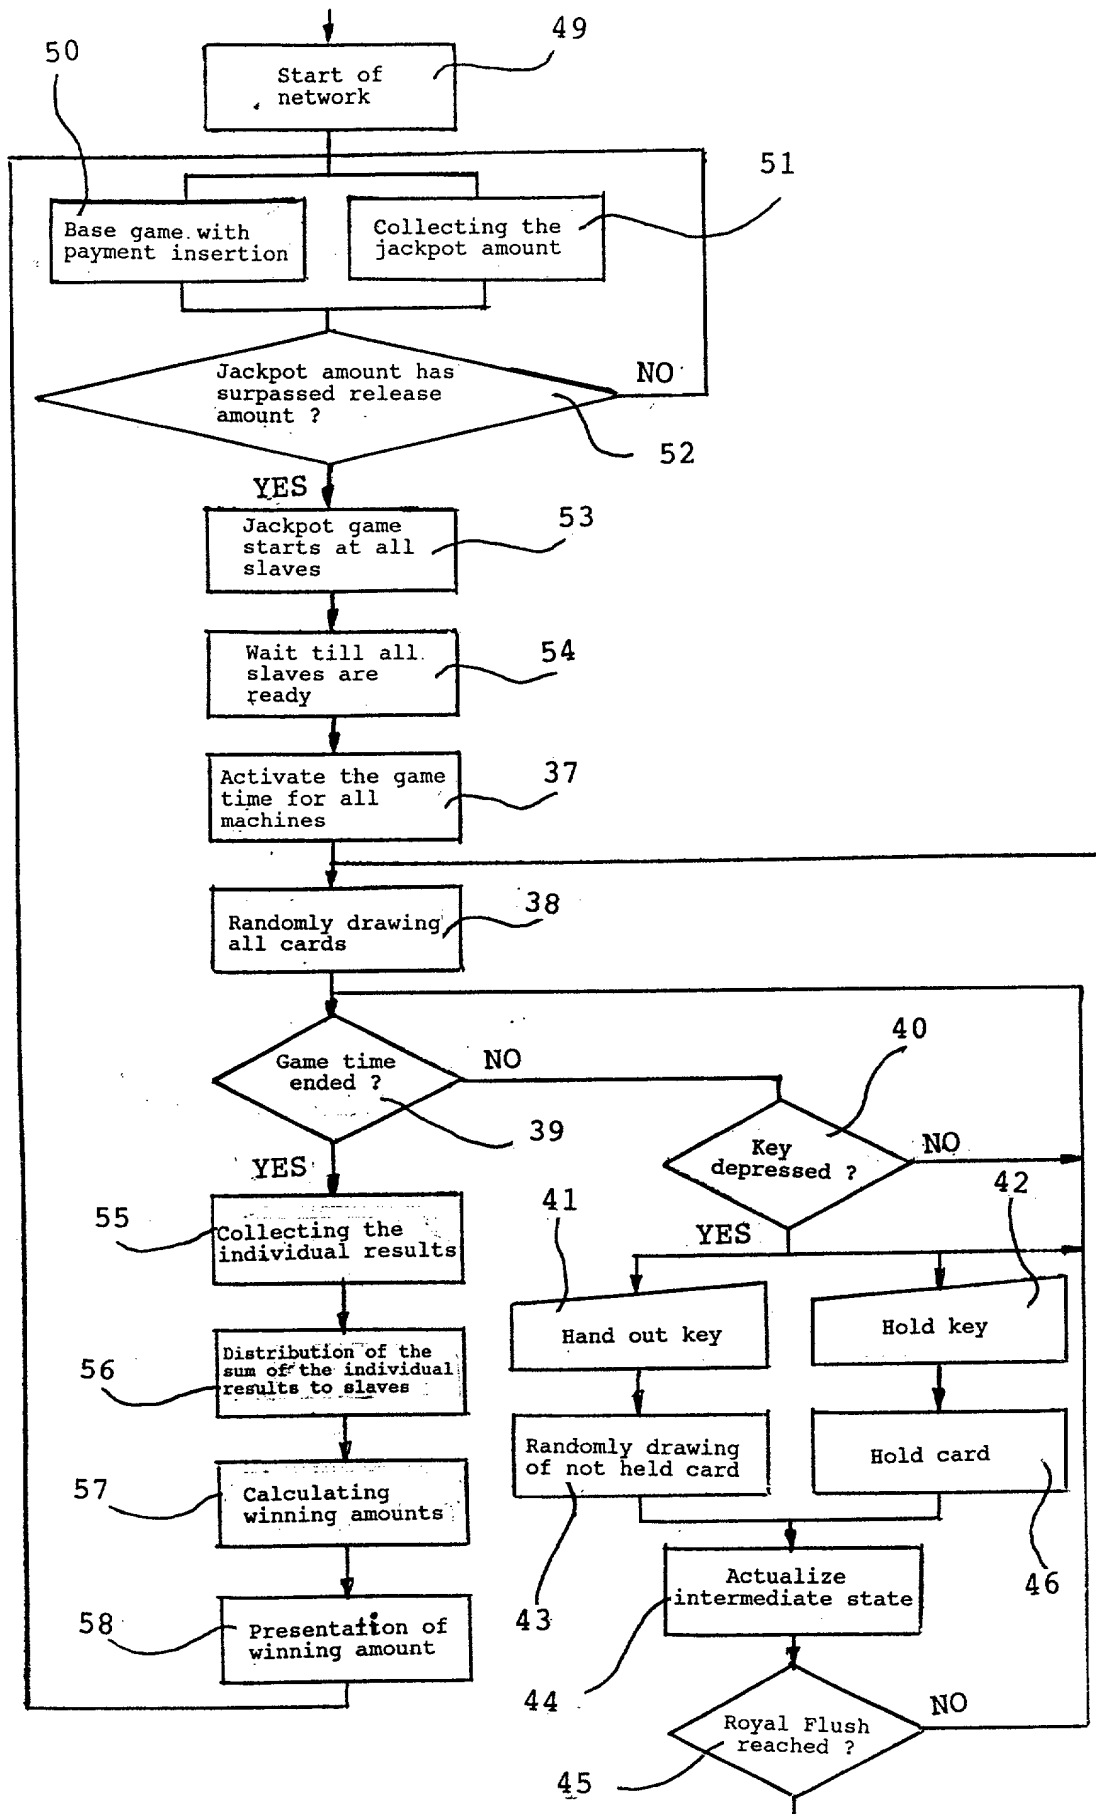 49
50
Start of
network
51
Base game with
payment insertion
Collecting the
jackpot amount
Jackpot amount has
surpassed release
amount ?
NO
52
YES
53
Jackpot game
starts at all
slaves
54
Wait till all
slaves are
ready
37
Activate the game
time for all
machines
38
Randomly drawing
all cards
40
Game time
ended ?
NO
39
Key
depressed ?
NO
YES
41
42
YES
55
Collecting the
individual results
Hand out key
Hold key
56
Distribution of the
sum of the individual
results to slaves
Randomly drawing
of not held card
Hold card
57
Calculating
winning amounts
46
43
Actualize
intermediate state
58
Presentation of
winning amount
44
NO
Royal Flush
reached ?
45